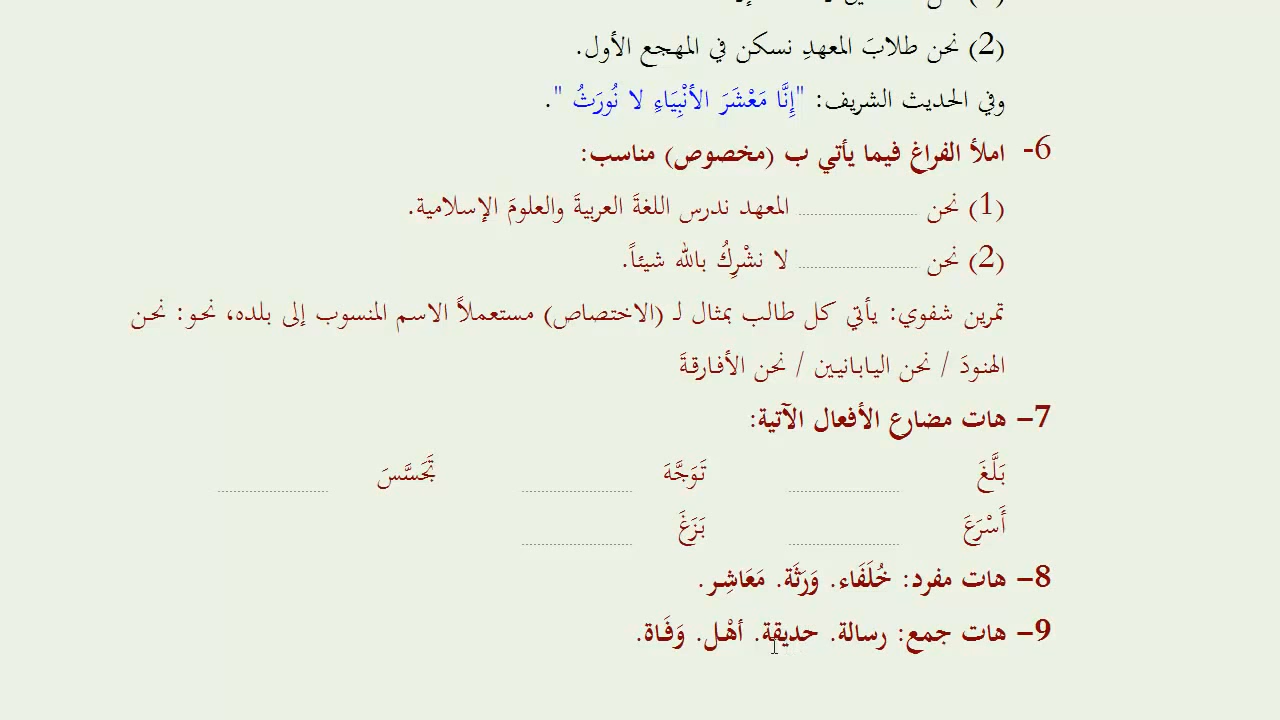 (2) نحن طلابَ المعهدِ نسكن في المهجع الأول.
وفي الحديث الشريف: "إِنَّا مَعْشَرَ الأنْبِيَاءِ لا نُورَثُ ".
6- املأ الفراغ فيما يأتي ب (مخصوص) مناسب:
(1) نحن ............ المعهد ندرس اللغةَ العربيةَ والعلومَ الإسلامية.
(2) نحن ............ لا نشْرِكُ بالله شيئاً.
تمرين شفوي: يأتي كل طالب بمثال لـ (الاختصاص) مستعملاً الاسم المنسوب إلى بلده، نحو: نحن
الهنودَ / نحن اليابانيين / نحن الأفارقةَ
7– هات مضارع الأفعال الآتية:
بَلَّغَ ............ تَوَجَّهَ ............ تَجَسَّسَ ............
أَسْرَعَ ............ بَزَغَ ............
8– هات مفرد: خُلَفَاء. وَرَثَة. مَعَاشِر.
9– هات جمع: رسالة. حديقة. أهْل. وَفَاة.